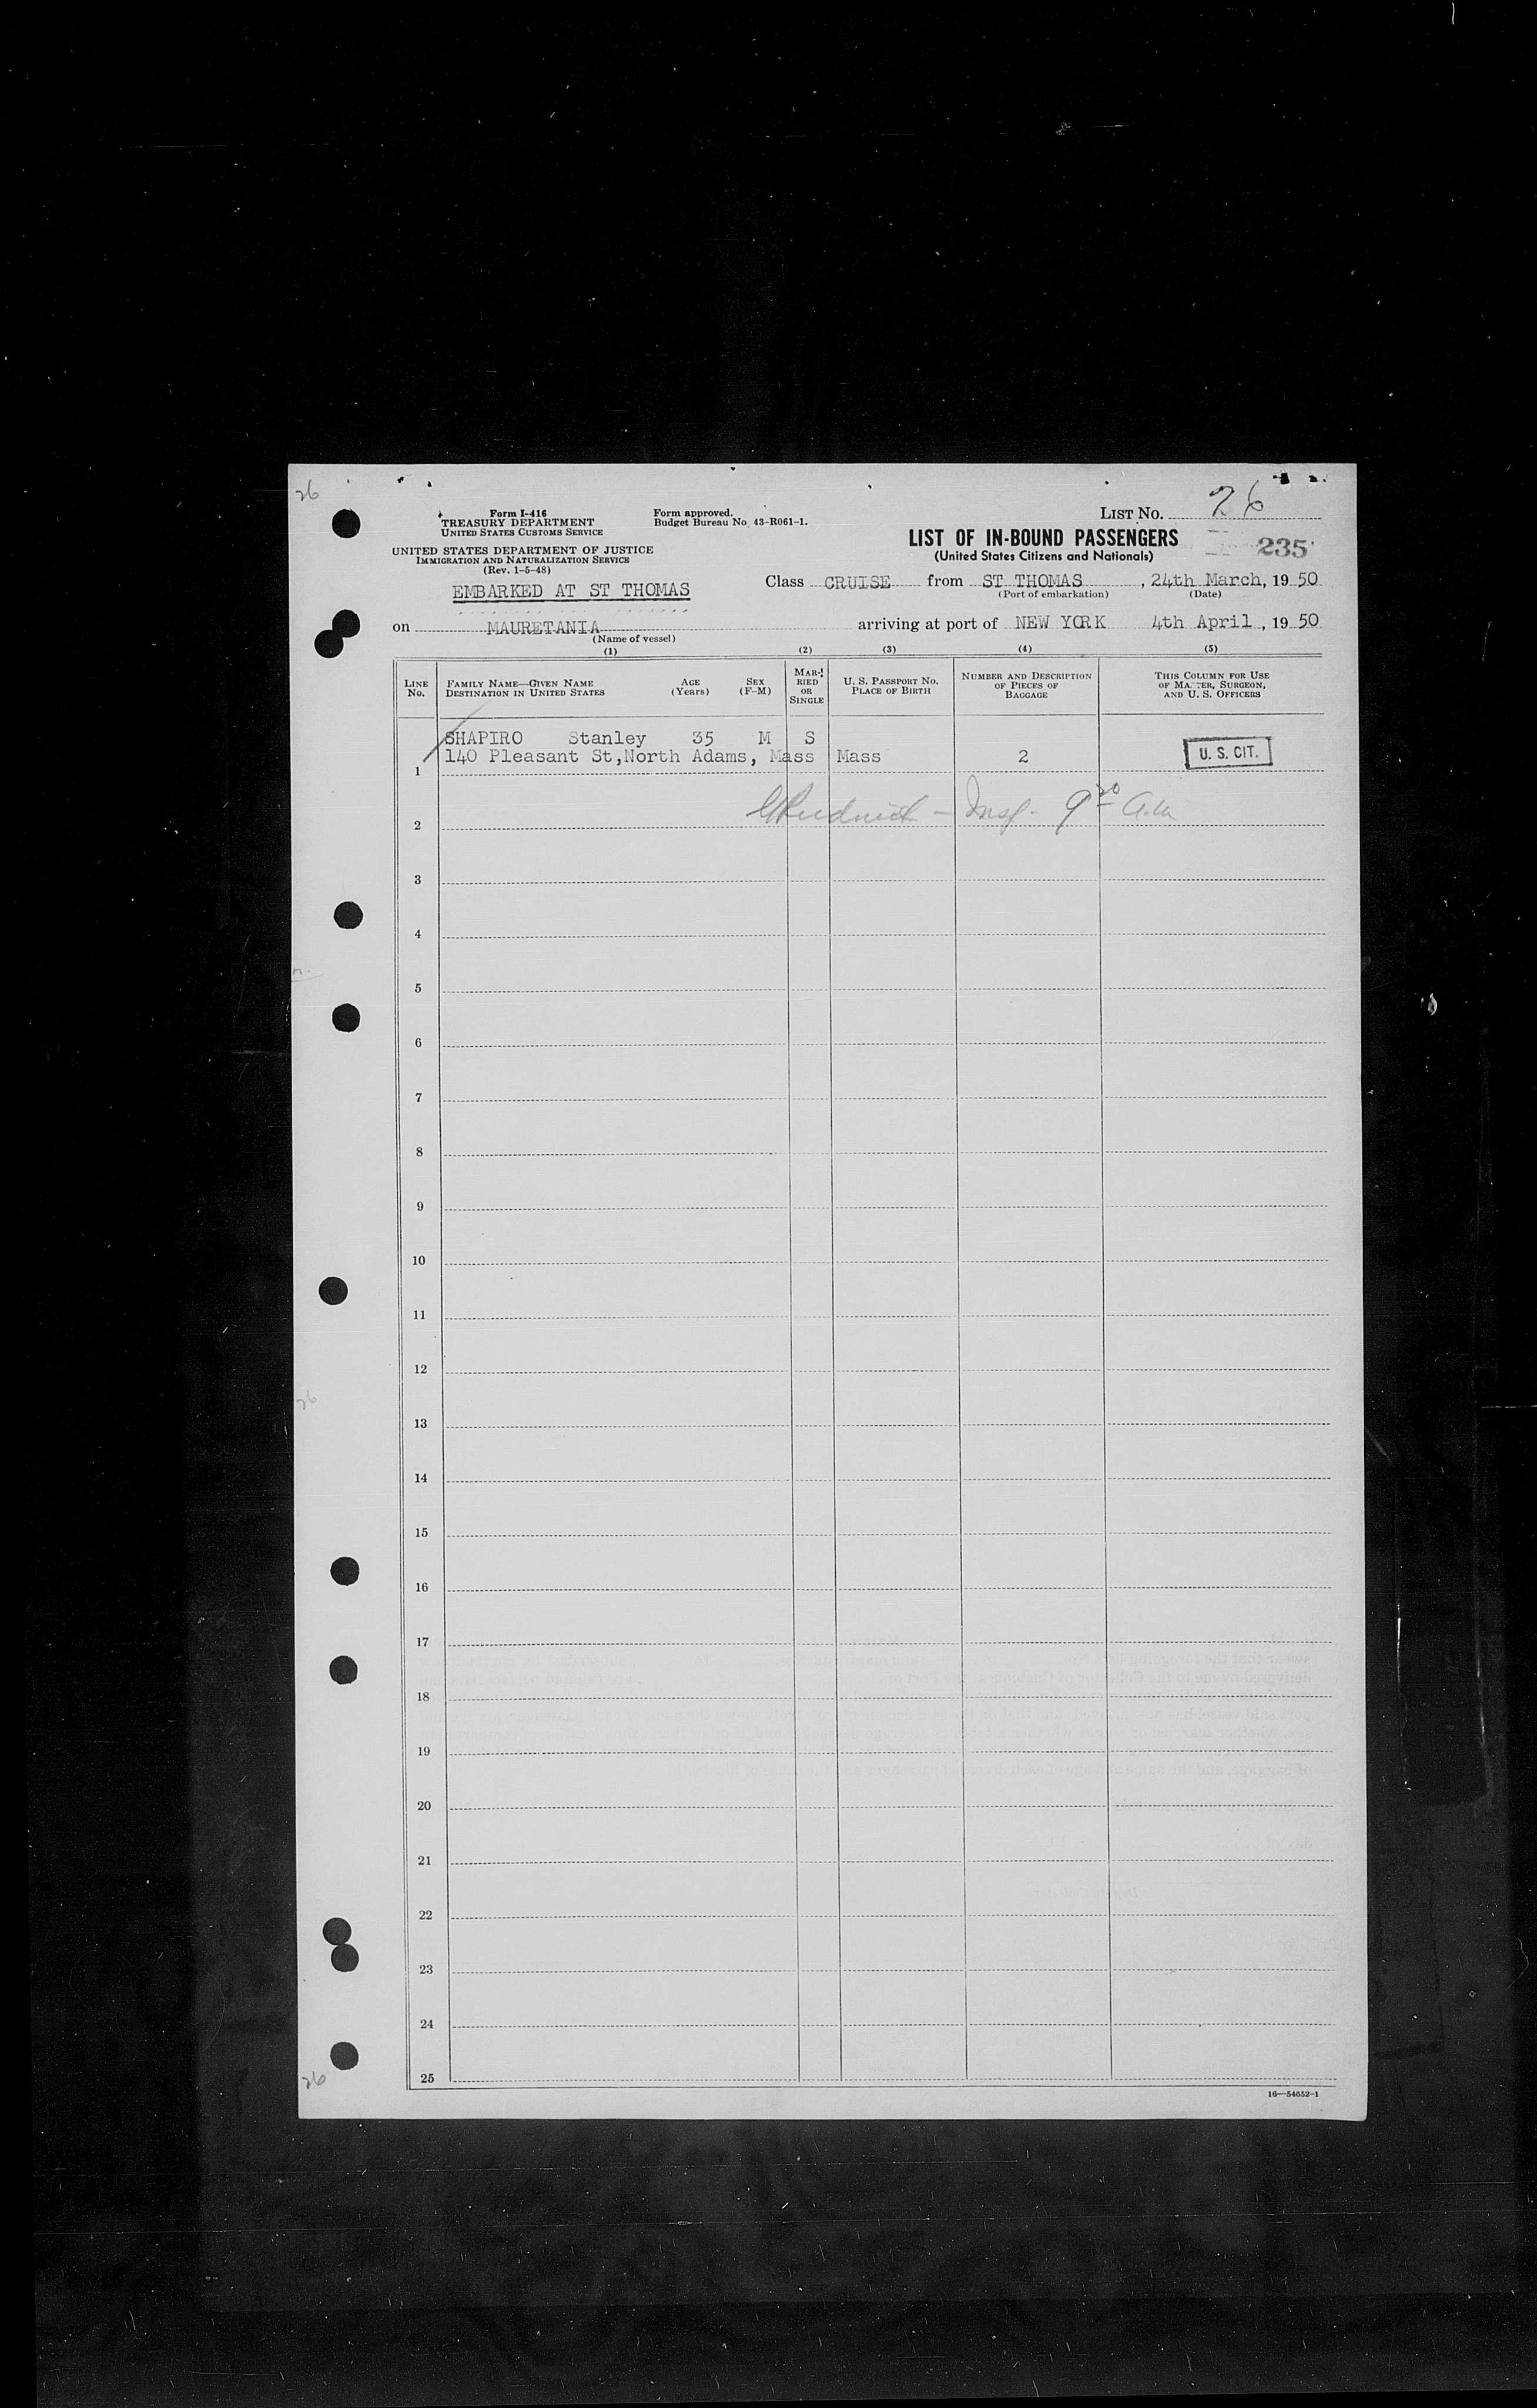 26
Form I-416
TREASURY DEPARTMENT
UNITED STATES CUSTOMS SERVICE
Form approved.
Budget Bureau No. 43-R061-1.
LIST NO. 26
UNITED STATES DEPARTMENT OF JUSTICE
IMMIGRATION AND NATURALIZATION SERVICE
(Rev. 1-5-48)
LIST OF IN-BOUND PASSENGERS
(United States Citizens and Nationals)
235
EMBARKED AT ST THOMAS
Class CRUISE from ST THOMAS, 24th March, 19 50
(Port of embarkation) (Date)
on MAURETANIA arriving at port of NEW YORK 4th April, 19 50
(Name of vessel)
(1) (2) (3) (4) (5)
LINE No. FAMILY NAME—GIVEN NAME DESTINATION IN UNITED STATES AGE (Years) SEX (F-M) MARRIED OR SINGLE U. S. PASSPORT NO. PLACE OF BIRTH NUMBER AND DESCRIPTION OF PIECES OF BAGGAGE THIS COLUMN FOR USE OF MASTER, SURGEON, AND U. S. OFFICERS
SHAPIRO Stanley 35 M S
1 140 Pleasant St,North Adams, Mass Mass 2 U. S. CIT.
2 Insp. 9 20 a.m
3
4
5
6
7
8
9
10
11
12
26
13
14
15
16
17
18
19
20
21
22
23
24
26
25
16—54652-1